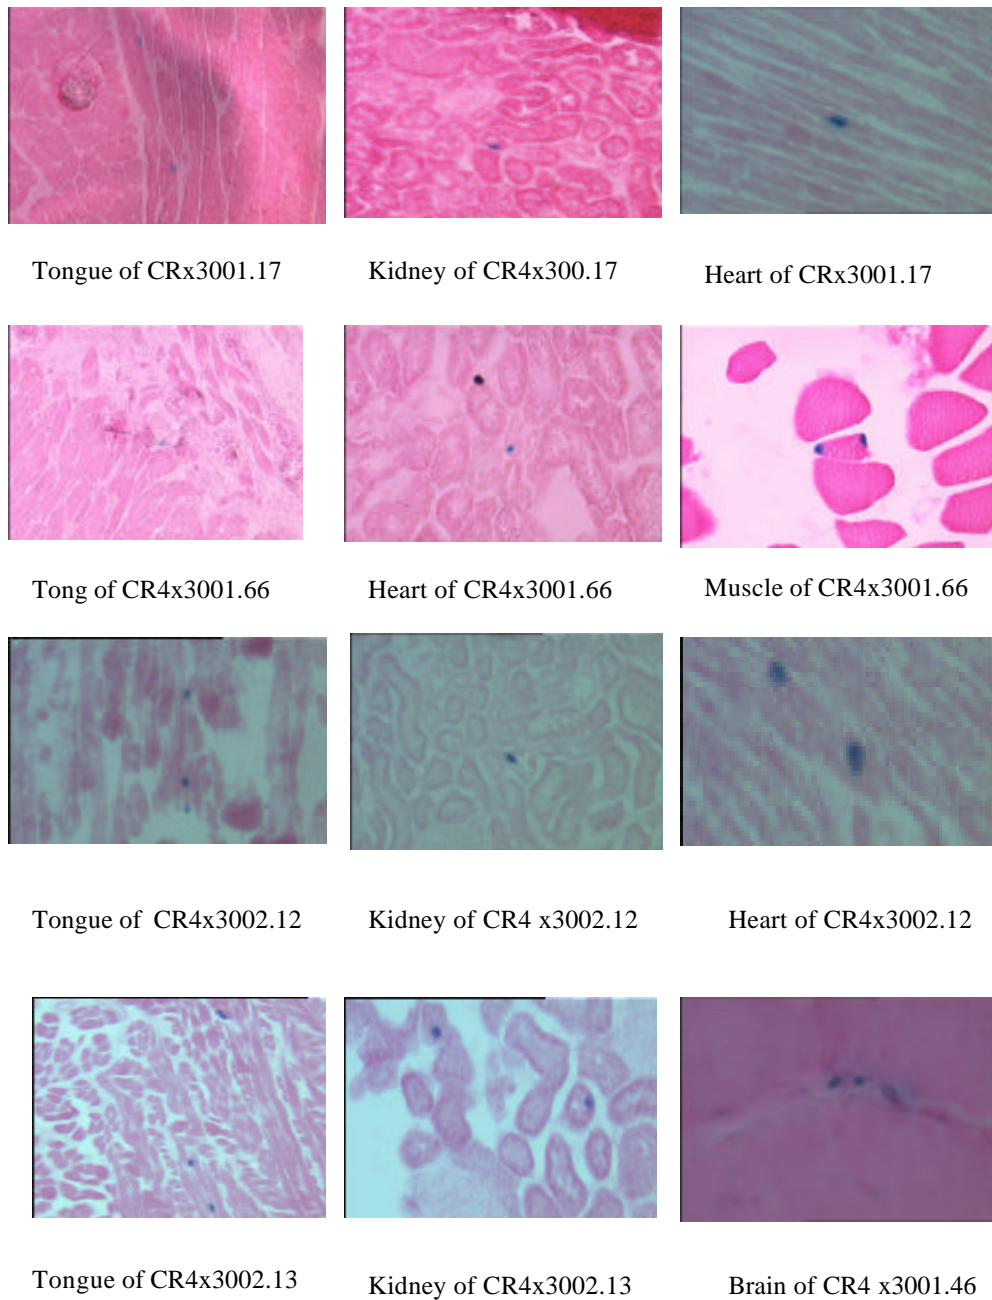 Tongue of CRx3001.17
Kidney of CR4x300.17
Heart of CRx3001.17
Tong of CR4x3001.66
Heart of CR4x3001.66
Muscle of CR4x3001.66
Tongue of CR4x3002.12
Kidney of CR4 x3002.12
Heart of CR4x3002.12
Tongue of CR4x3002.13
Kidney of CR4x3002.13
Brain of CR4 x3001.46